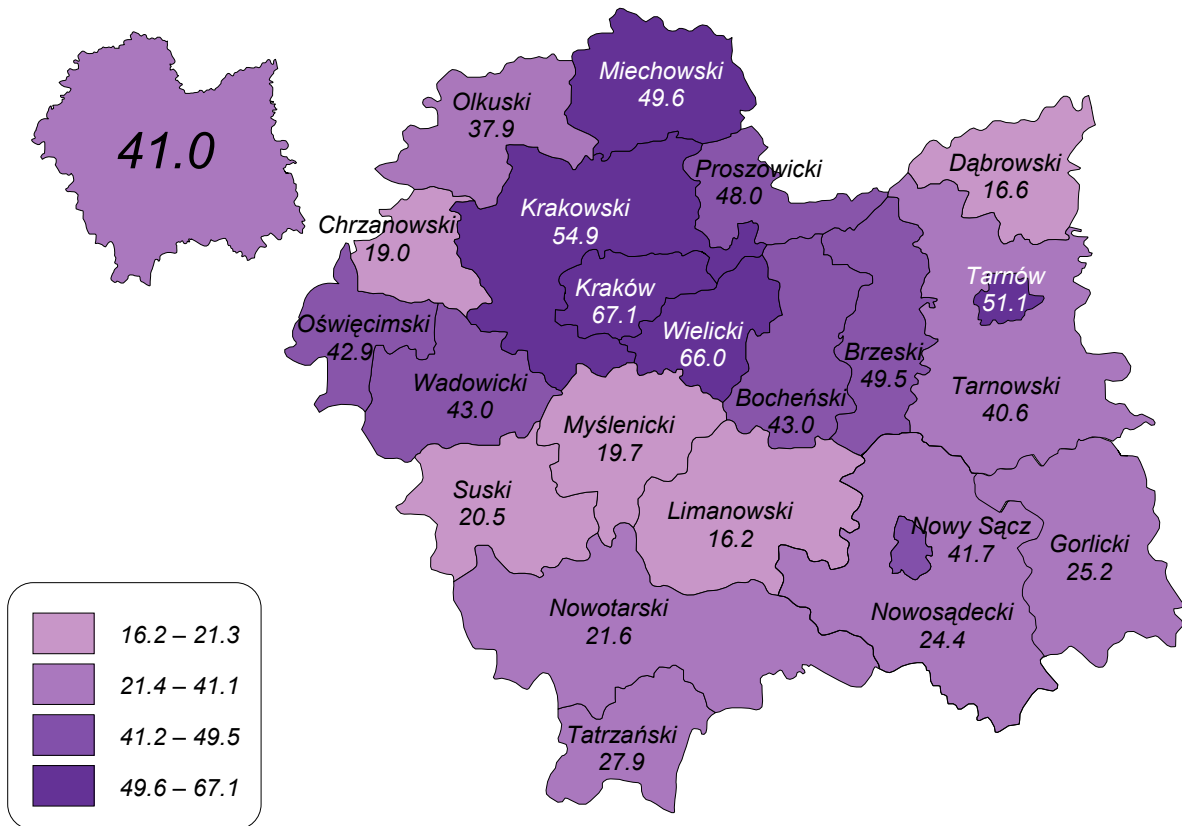 41.0
Miechowski
49.6
Olkuski
37.9
Proszowicki
48.0
Dąbrowski
16.6
Krakowski
54.9
Chrzanowski
19.0
Tarnów
51.1
Kraków
67.1
Oświęcimski
42.9
Wielicki
66.0
Brzeski
49.5
Wadowicki
43.0
Bocheński
43.0
Tarnowski
40.6
Myślenicki
19.7
Suski
20.5
Limanowski
16.2
Nowy Sącz
41.7
Gorlicki
25.2
Nowotarski
21.6
Nowosądecki
24.4
Tatrzański
27.9
16.2 – 21.3
21.4 – 41.1
41.2 – 49.5
49.6 – 67.1